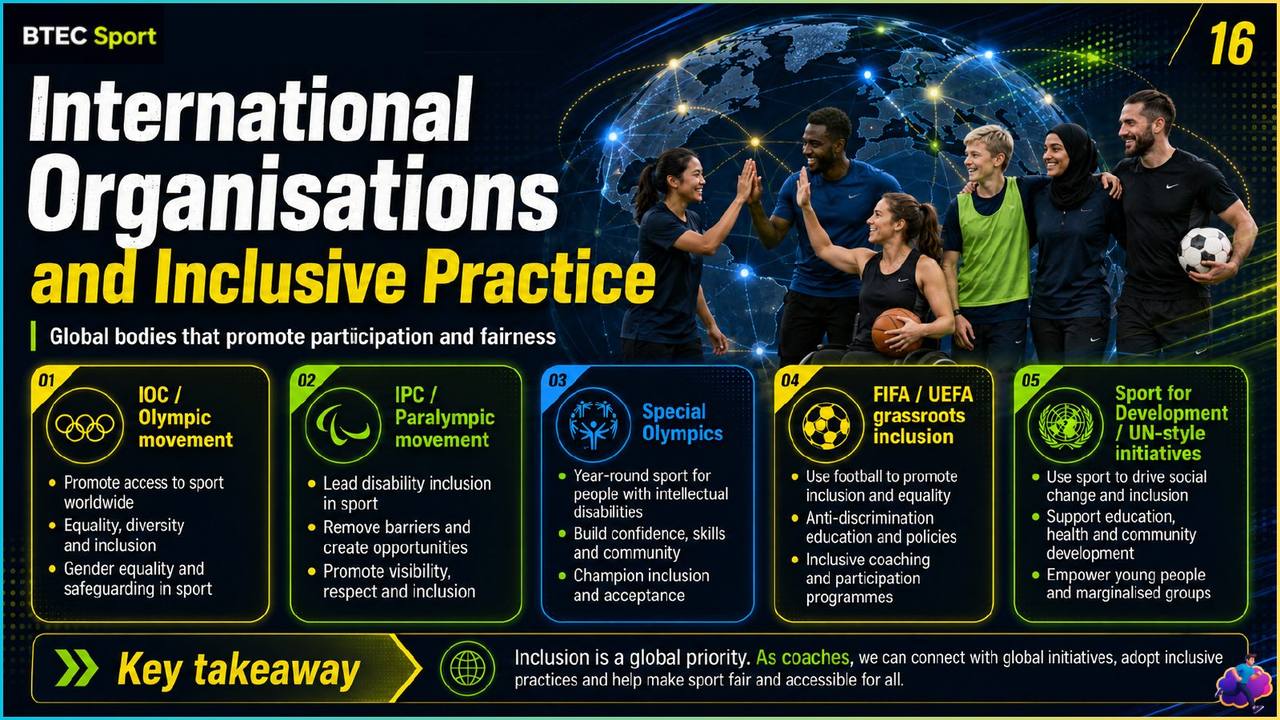 BTEC Sport
16
International
Organisations
and Inclusive Practice
Global bodies that promote participation and fairness
01
IOC /
Olympic
movement
Promote access to sport
worldwide
Equality, diversity
and inclusion
Gender equality and
safeguarding in sport
02
IPC /
Paralympic
movement
Lead disability inclusion
in sport
Remove barriers and
create opportunities
Promote visibility,
respect and inclusion
03
Special
Olympics
Year-round sport for
people with intellectual
disabilities
Build confidence, skills
and community
Champion inclusion
and acceptance
04
FIFA / UEFA
grassroots
inclusion
Use football to promote
inclusion and equality
Anti-discrimination
education and policies
Inclusive coaching
and participation
programmes
05
Sport for
Development
/ UN-style
initiatives
Use sport to drive social
change and inclusion
Support education,
health and community
development
Empower young people
and marginalised groups
Key takeaway
Inclusion is a global priority. As coaches, we can connect with global initiatives, adopt inclusive
practices and help make sport fair and accessible for all.